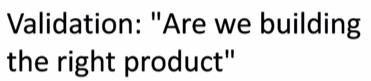 Validation: "Are we building
the right product"